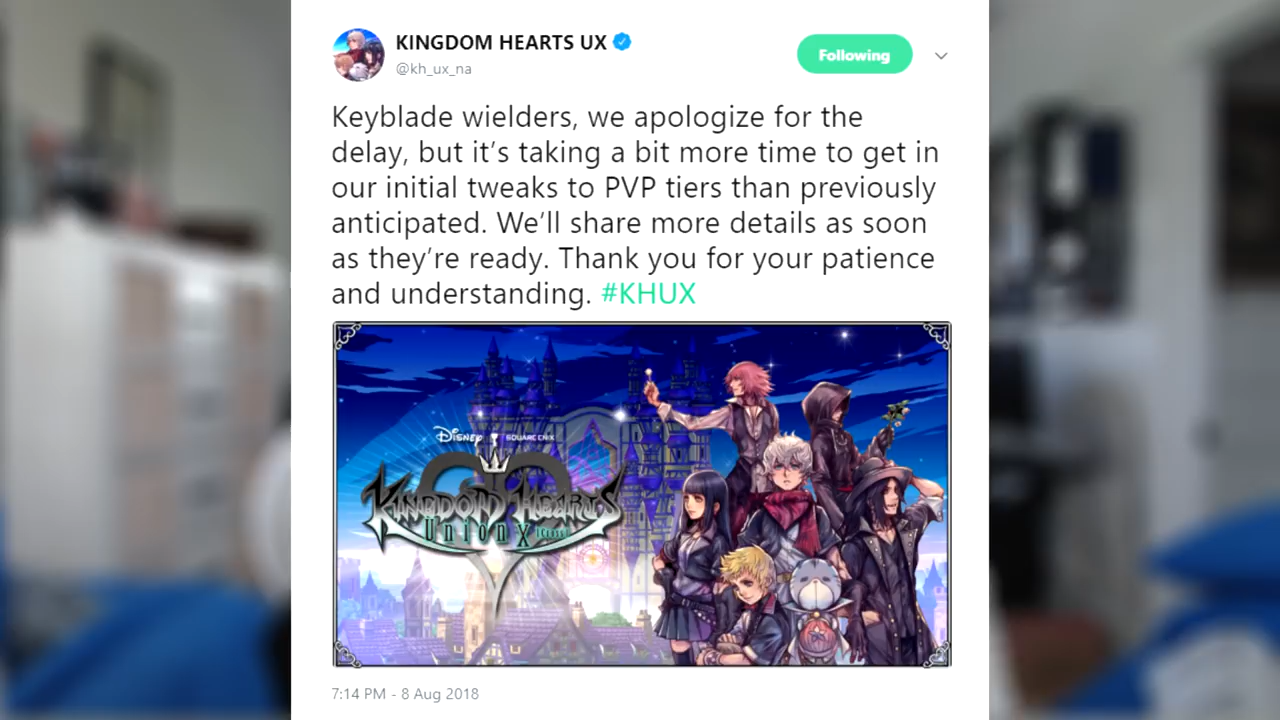 KINGDOM HEARTS UX
@kh_ux_na
Following
Keyblade wielders, we apologize for the
delay, but it’s taking a bit more time to get in
our initial tweaks to PVP tiers than previously
anticipated. We’ll share more details as soon
as they’re ready. Thank you for your patience
and understanding. #KHUX
Disney SQUARE ENIX
KINGDOM HEARTS
Union χ [Cross]
7:14 PM - 8 Aug 2018